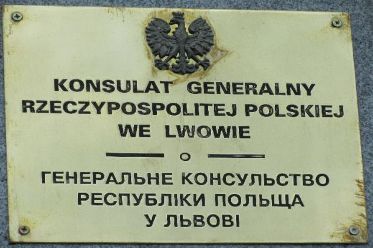 KONSULAT GENERALNY
RZECZYPOSPOLITEJ POLSKIEJ
WE LWOWIE
ГЕНЕРАЛЬНЕ КОНСУЛЬСТВО
РЕСПУБЛІКИ ПОЛЬЩА
У ЛЬВОВІ